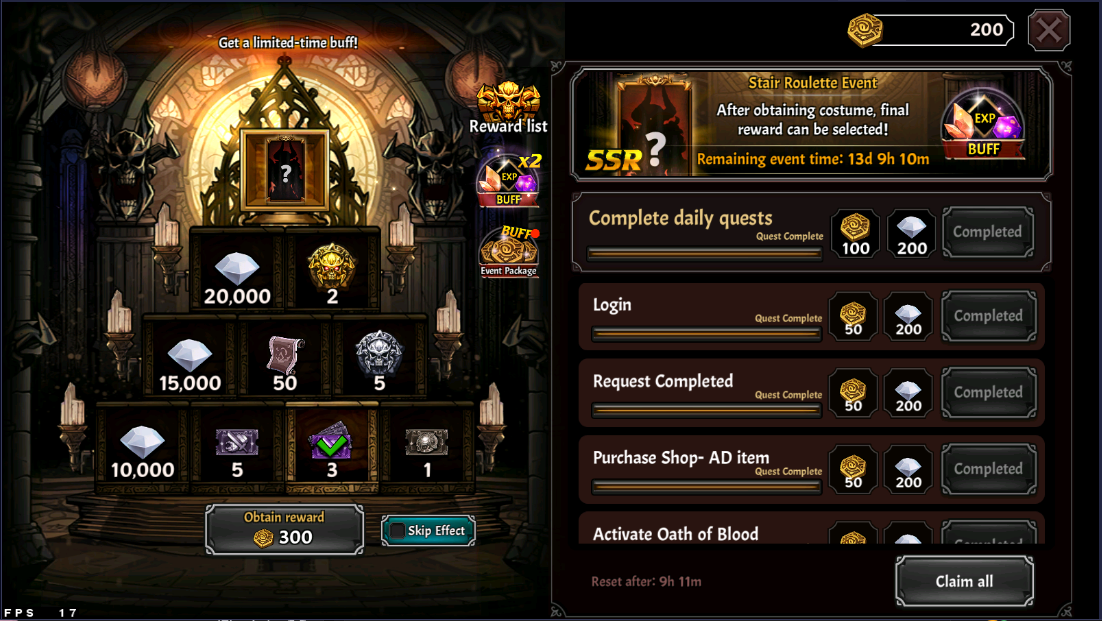 Get a limited-time buff!
Reward list
x2
EXP
BUFF
BUFF
Event Package
?
20,000
2
15,000
50
5
10,000
5
3
1
Obtain reward
300
Skip Effect
FPS 17
200
Stair Roulette Event
After obtaining costume, final
reward can be selected!
Remaining event time: 13d 9h 10m
SSR
?
EXP
BUFF
Complete daily quests
Quest Complete
100
200
Completed
Login
Quest Complete
50
200
Completed
Request Completed
Quest Complete
50
200
Completed
Purchase Shop- AD item
Quest Complete
50
200
Completed
Activate Oath of Blood
Completed
Reset after: 9h 11m
Claim all